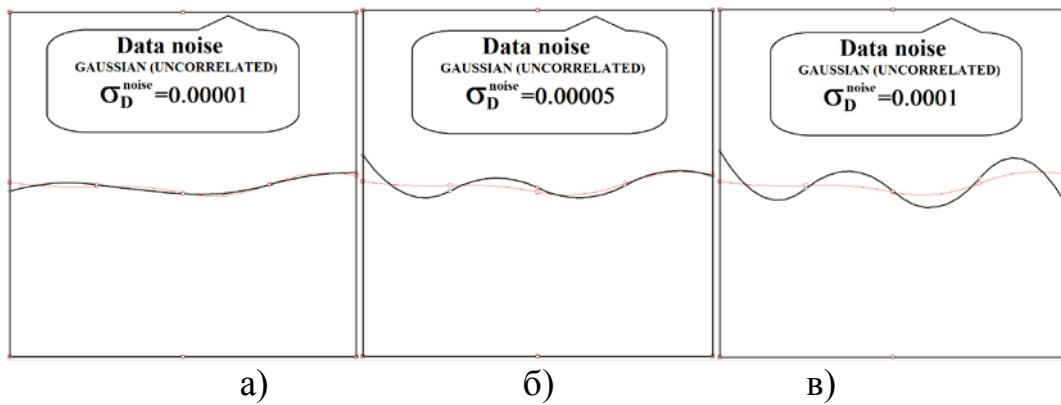 Data noise
GAUSSIAN (UNCORRELATED)
σ_D^noise=0.00001
Data noise
GAUSSIAN (UNCORRELATED)
σ_D^noise=0.00005
Data noise
GAUSSIAN (UNCORRELATED)
σ_D^noise=0.0001
а)
б)
в)